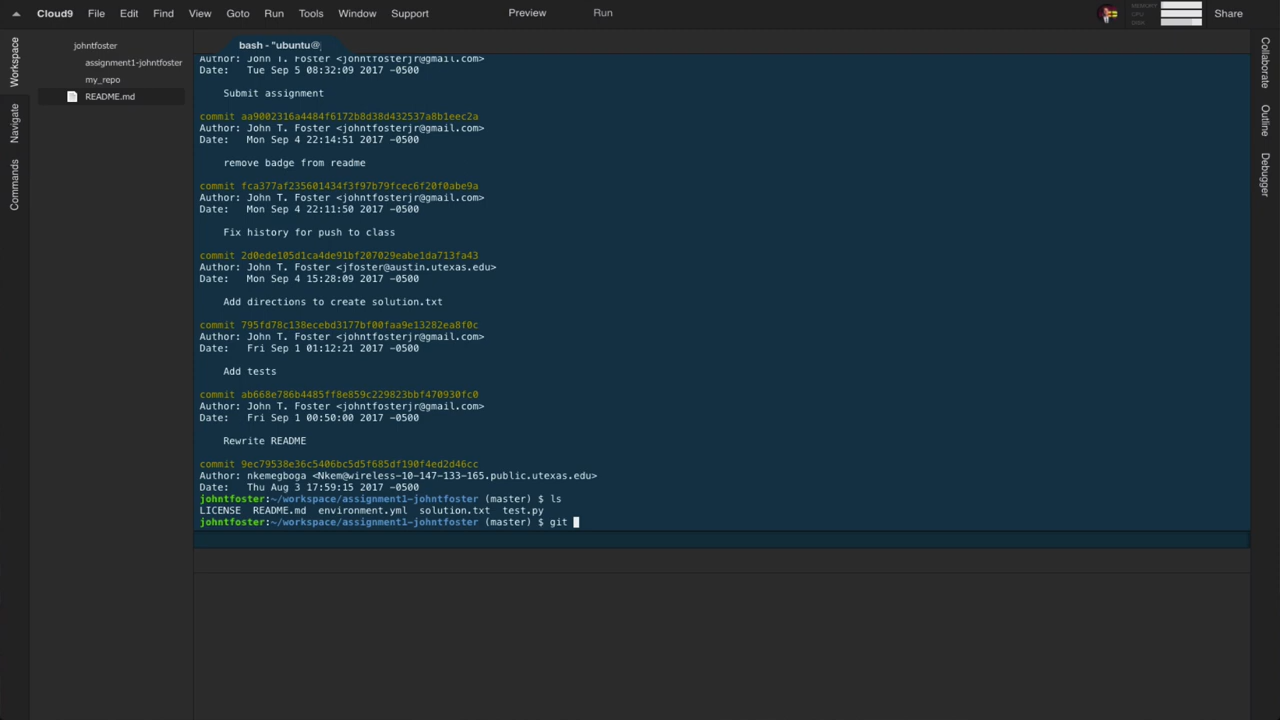 Cloud9 File Edit Find View Goto Run Tools Window Support Preview Run MEMORY CPU DISK Share
Workspace
Navigate
Commands
johntfoster
assignment1-johntfoster
my_repo
README.md
bash - "ubuntu@
Author: John T. Foster <johntfosterjr@gmail.com>
Date:   Tue Sep 5 08:32:09 2017 -0500
Submit assignment
commit aa9002316a4484f6172b8d38d432537a8b1eec2a
Author: John T. Foster <johntfosterjr@gmail.com>
Date:   Mon Sep 4 22:14:51 2017 -0500
remove badge from readme
commit fca377af235601434f3f97b79fcec6f20f0abe9a
Author: John T. Foster <johntfosterjr@gmail.com>
Date:   Mon Sep 4 22:11:50 2017 -0500
Fix history for push to class
commit 2d0ede105d1ca4de91bf207029eabe1da713fa43
Author: John T. Foster <jfoster@austin.utexas.edu>
Date:   Mon Sep 4 15:28:09 2017 -0500
Add directions to create solution.txt
commit 795fd78c138ecebd3177bf00faa9e13282ea8f0c
Author: John T. Foster <johntfosterjr@gmail.com>
Date:   Fri Sep 1 01:12:21 2017 -0500
Add tests
commit ab668e786b4485ff8e859c229823bbf470930fc0
Author: John T. Foster <johntfosterjr@gmail.com>
Date:   Fri Sep 1 00:50:00 2017 -0500
Rewrite README
commit 9ec79538e36c5406bc5d5f685df190f4ed2d46cc
Author: nkemegboga <Nkem@wireless-10-147-133-165.public.utexas.edu>
Date:   Thu Aug 3 17:59:15 2017 -0500
johntfoster:~/workspace/assignment1-johntfoster (master) $ ls
LICENSE  README.md  environment.yml  solution.txt  test.py
johntfoster:~/workspace/assignment1-johntfoster (master) $ git
Collaborate
Outline
Debugger